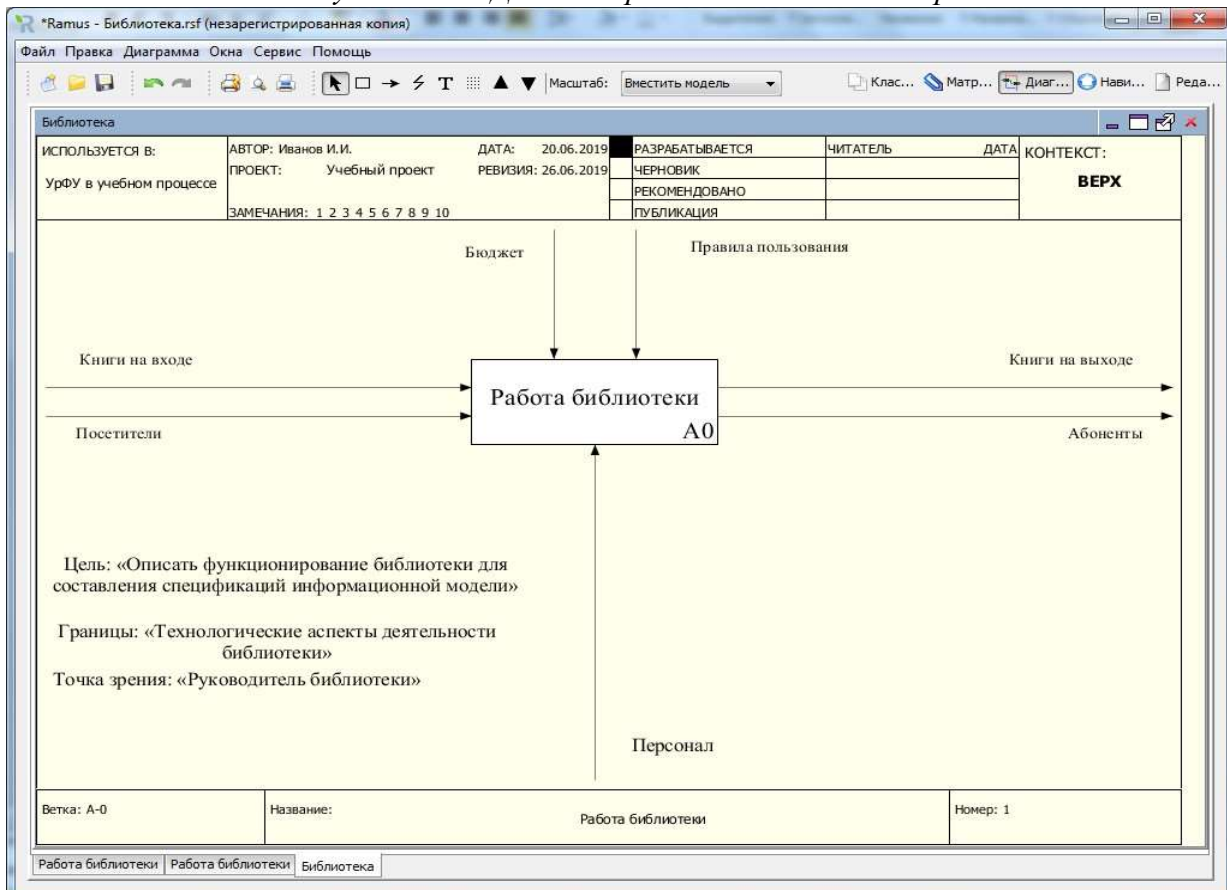 *Ramus - Библиотека.rsf (незарегистрированная копия)
Файл Правка Диаграмма Окна Сервис Помощь
T Масштаб: Вместить модель Клас... Матр... Диаг... Нави... Реда...
Библиотека
ИСПОЛЬЗУЕТСЯ В:
УрФУ в учебном процессе
АВТОР: Иванов И.И. ДАТА: 20.06.2019
ПРОЕКТ: Учебный проект РЕВИЗИЯ: 26.06.2019
ЗАМЕЧАНИЯ: 1 2 3 4 5 6 7 8 9 10
РАЗРАБАТЫВАЕТСЯ
ЧЕРНОВИК
РЕКОМЕНДОВАНО
ПУБЛИКАЦИЯ
ЧИТАТЕЛЬ ДАТА
КОНТЕКСТ:
ВЕРХ
Бюджет
Правила пользования
Книги на входе
Книги на выходе
Работа библиотеки
A0
Посетители
Абоненты
Цель: «Описать функционирование библиотеки для
составления спецификаций информационной модели»
Границы: «Технологические аспекты деятельности
библиотеки»
Точка зрения: «Руководитель библиотеки»
Персонал
Ветка: A-0
Название:
Работа библиотеки
Номер: 1
Работа библиотеки Работа библиотеки Библиотека